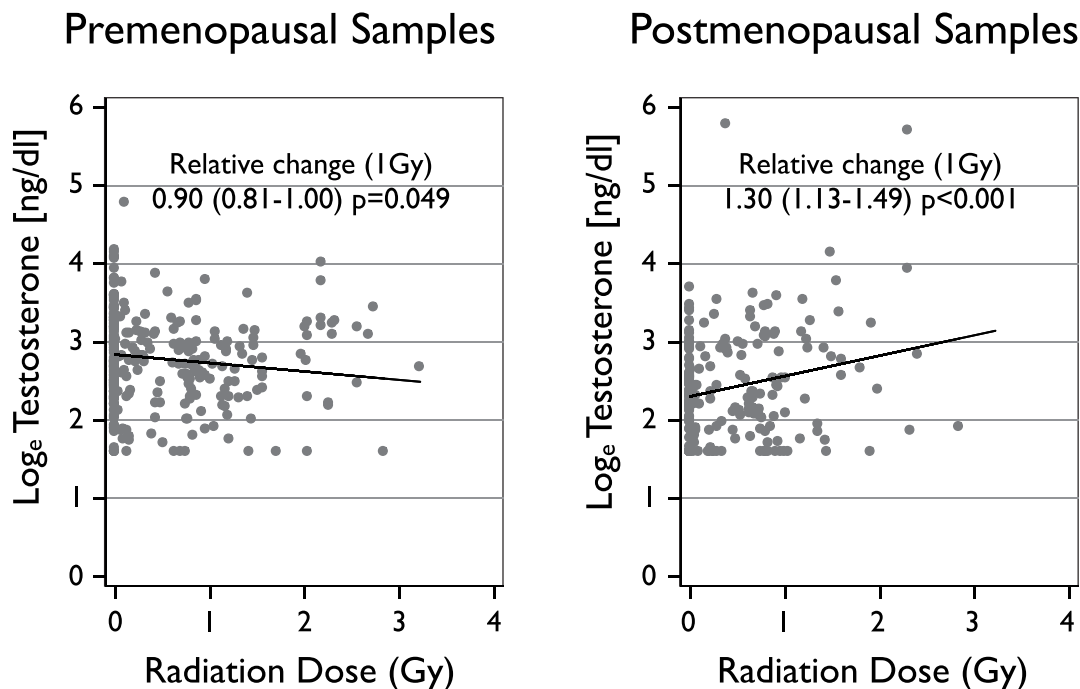 Premenopausal Samples
6
5
4
3
2
1
0
Loge Testosterone [ng/dl]
Relative change (1Gy)
0.90 (0.81-1.00) p=0.049
0 1 2 3 4
Radiation Dose (Gy)
Postmenopausal Samples
6
5
4
3
2
1
0
Loge Testosterone [ng/dl]
Relative change (1Gy)
1.30 (1.13-1.49) p<0.001
0 1 2 3 4
Radiation Dose (Gy)